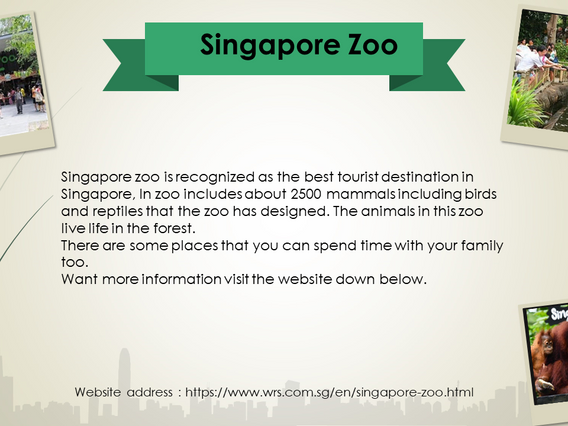 Singapore Zoo
Singapore zoo is recognized as the best tourist destination in
Singapore, In zoo includes about 2500 mammals including birds
and reptiles that the zoo has designed. The animals in this zoo
live life in the forest.
There are some places that you can spend time with your family
too.
Want more information visit the website down below.
Website address : https://www.wrs.com.sg/en/singapore-zoo.html